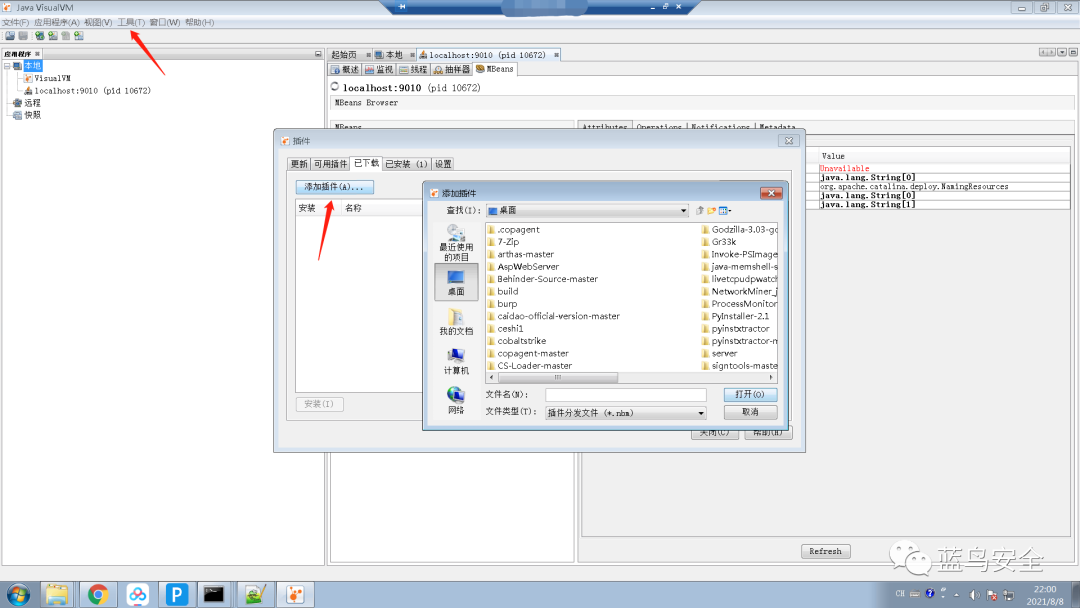 Java VisualVM
文件(F) 应用程序(A) 视图(V) 工具(T) 窗口(W) 帮助(H)
应用程序
本地
VisualVM
localhost:9010 (pid 10672)
远程
快照
起始页 本地 localhost:9010 (pid 10672)
概述 监视 线程 抽样器 MBeans
localhost:9010 (pid 10672)
MBeans Browser
MBeans
Attributes Operations Notifications Metadata
Value
Unavailable
java.lang.String[0]
org.apache.catalina.deploy.NamingResources
java.lang.String[0]
java.lang.String[1]
Refresh
插件
更新 可用插件 已下载 已安装 (1) 设置
添加插件(A)...
安装 名称
安装(I)
关闭(C) 帮助(H)
添加插件
查找(I): 桌面
最近使用
的项目
桌面
我的文档
计算机
网络
.copagent
7-Zip
arthas-master
AspWebServer
Behinder-Source-master
build
burp
caidao-official-version-master
ceshi1
cobaltstrike
copagent-master
CS-Loader-master
Godzilla-3.03-go
Gr33k
Invoke-PSImage
java-memshell-s
livetcpudpwatch
NetworkMiner_
ProcessMonitor
PyInstaller-2.1
pyinstxtractor
pyinstxtractor-m
server
signtools-maste
文件名(N): 打开(O)
文件类型(T): 插件分发文件 (*.nbm) 取消
蓝鸟安全
CH
22:00
2021/8/8